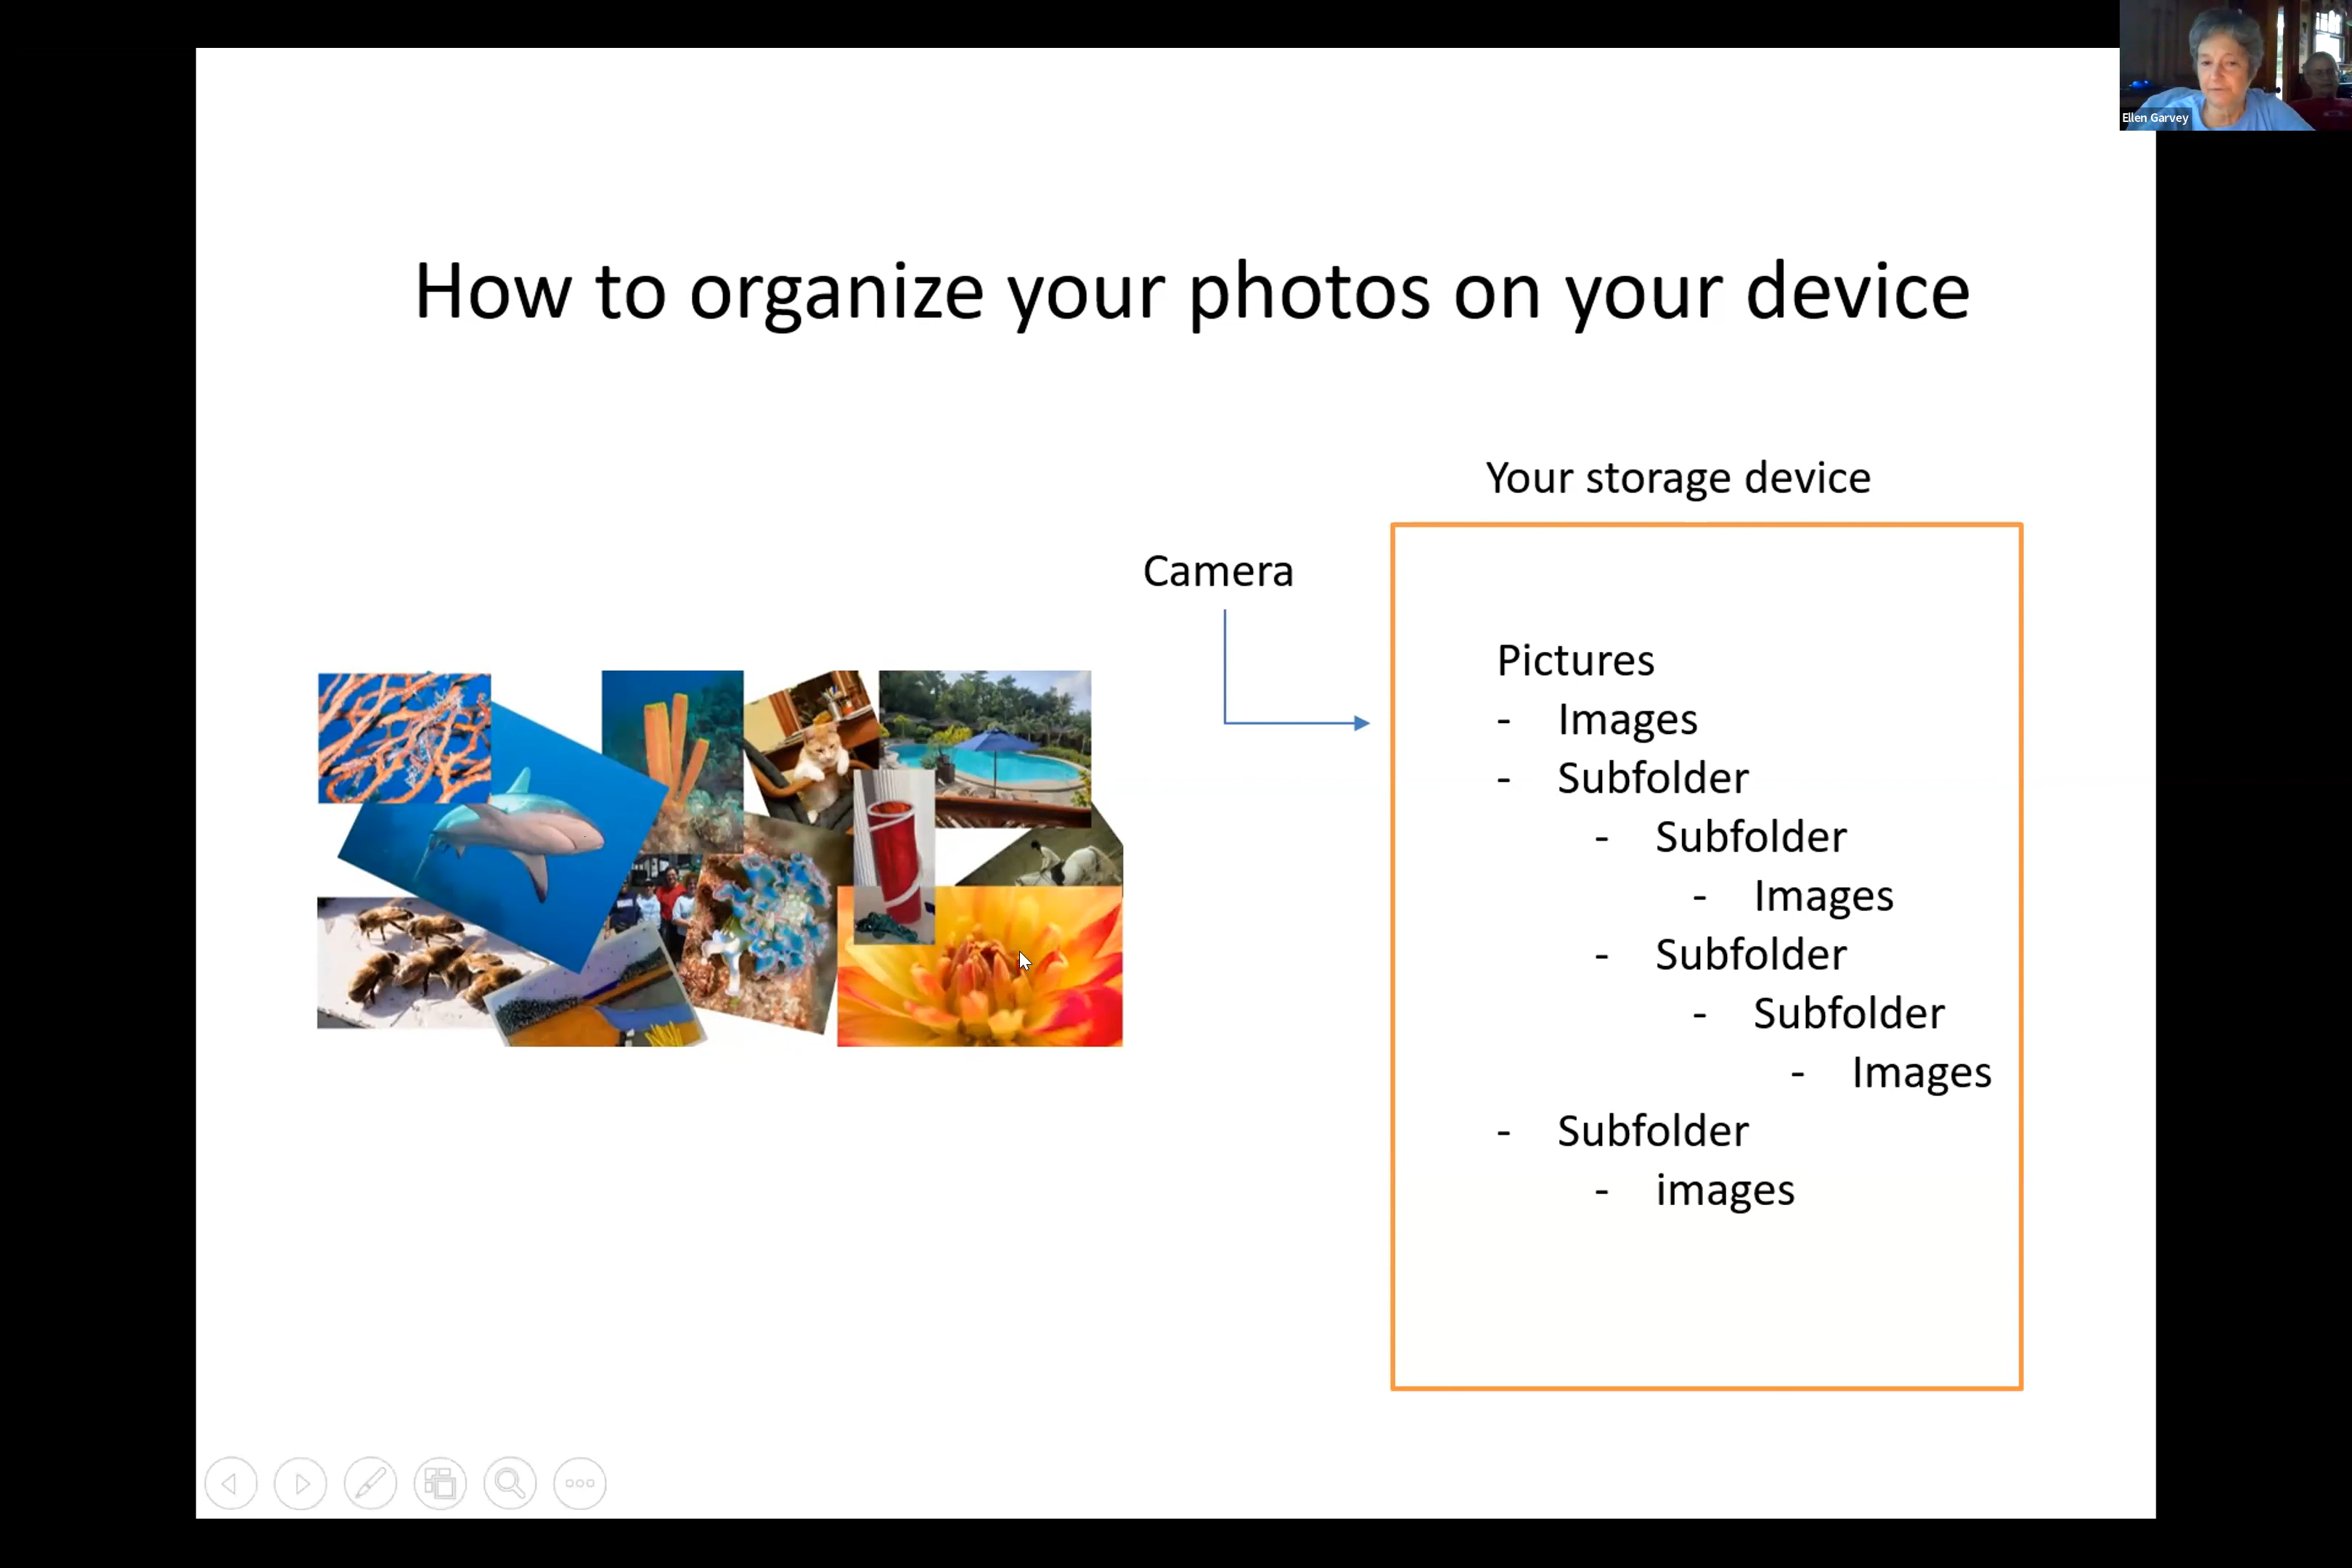 Ellen Garvey
How to organize your photos on your device
Your storage device
Camera
Pictures
- Images
- Subfolder
- Subfolder
- Images
- Subfolder
- Subfolder
- Images
- Subfolder
- images